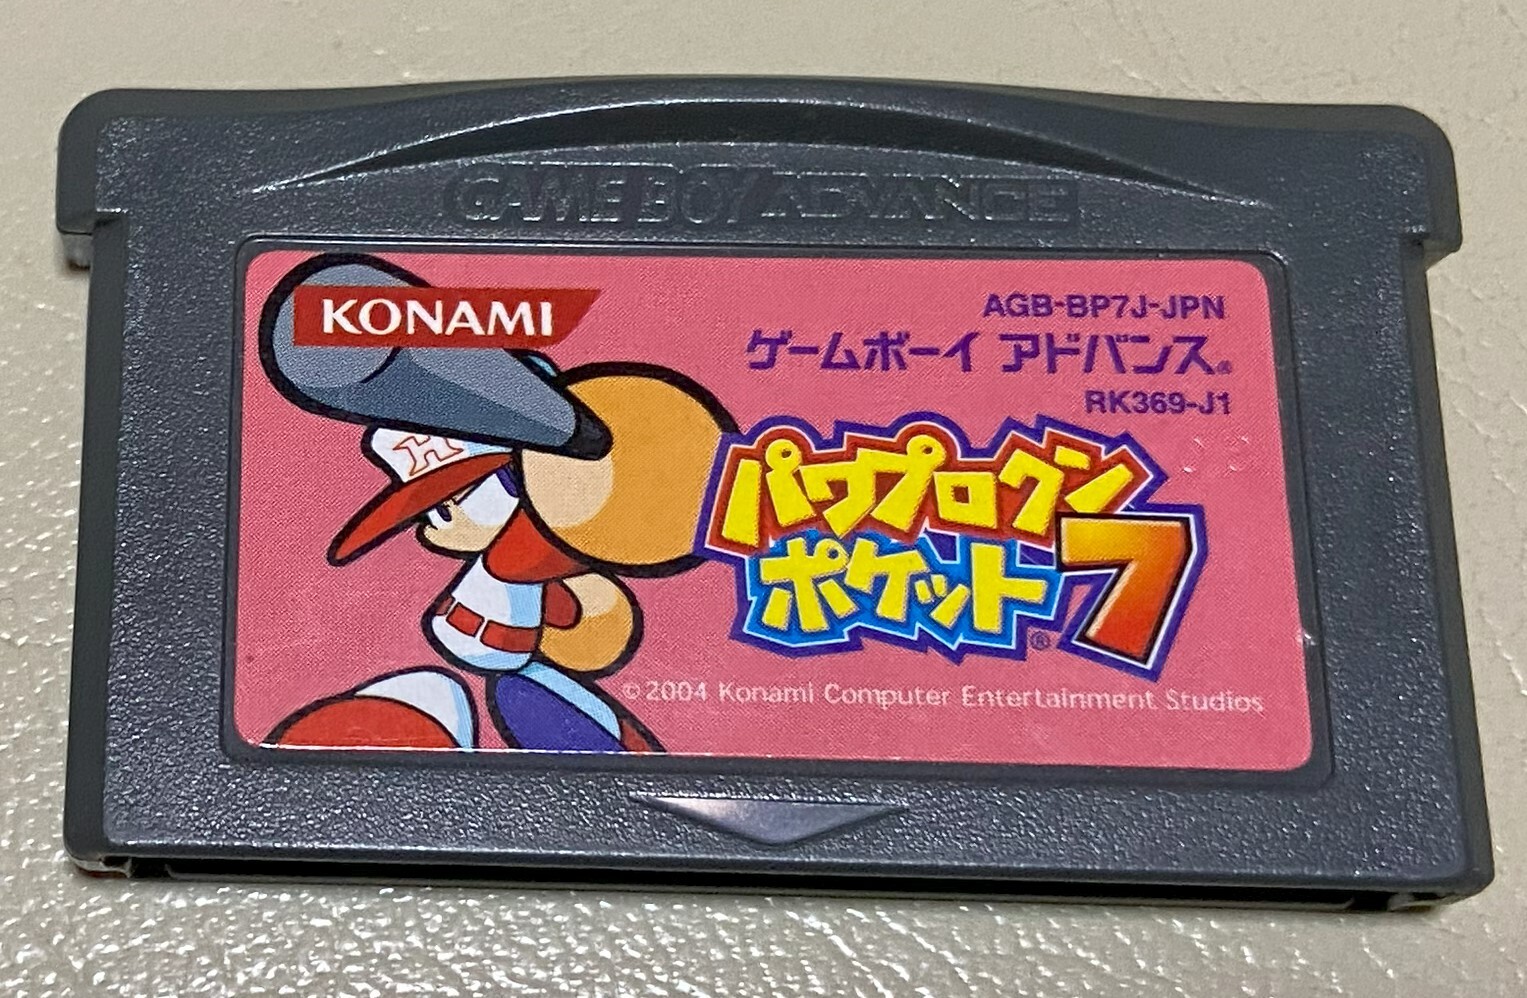 GAME BOY ADVANCE
KONAMI
AGB-BP7J-JPN
ゲームボーイ アドバンス®
RK369-J1
H
パワプロクン
ポケット®7
©2004 Konami Computer Entertainment Studios